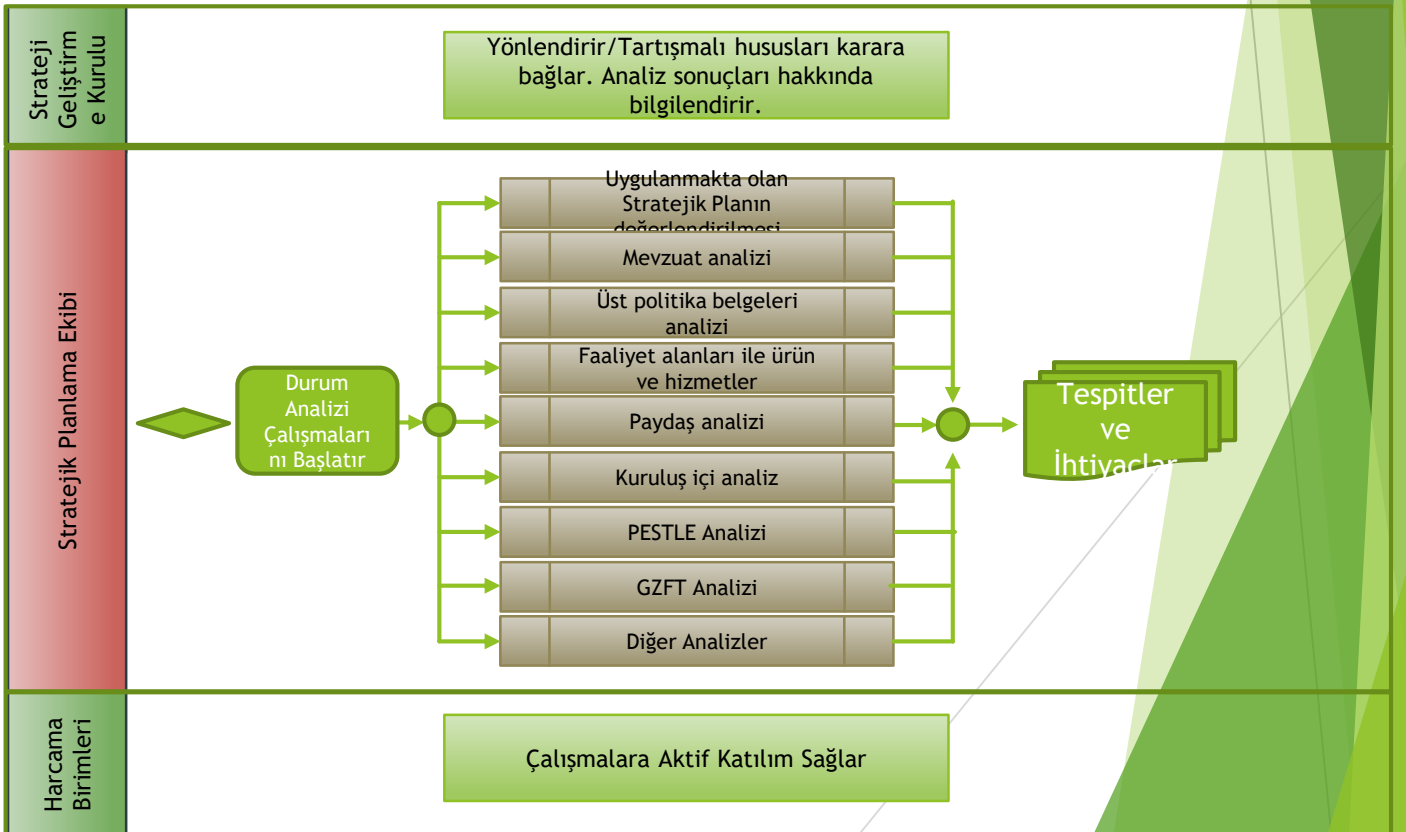 Strateji
Geliştirm
e Kurulu
Yönlendirir/Tartışmalı hususları karara
bağlar. Analiz sonuçları hakkında
bilgilendirir.
Stratejik Planlama Ekibi
Durum
Analizi
Çalışmaları
nı Başlatır
Uygulanmakta olan
Stratejik Planın
değerlendirilmesi
Mevzuat analizi
Üst politika belgeleri
analizi
Faaliyet alanları ile ürün
ve hizmetler
Paydaş analizi
Kuruluş içi analiz
PESTLE Analizi
GZFT Analizi
Diğer Analizler
Tespitler
ve
İhtiyaçlar
Harcama
Birimleri
Çalışmalara Aktif Katılım Sağlar